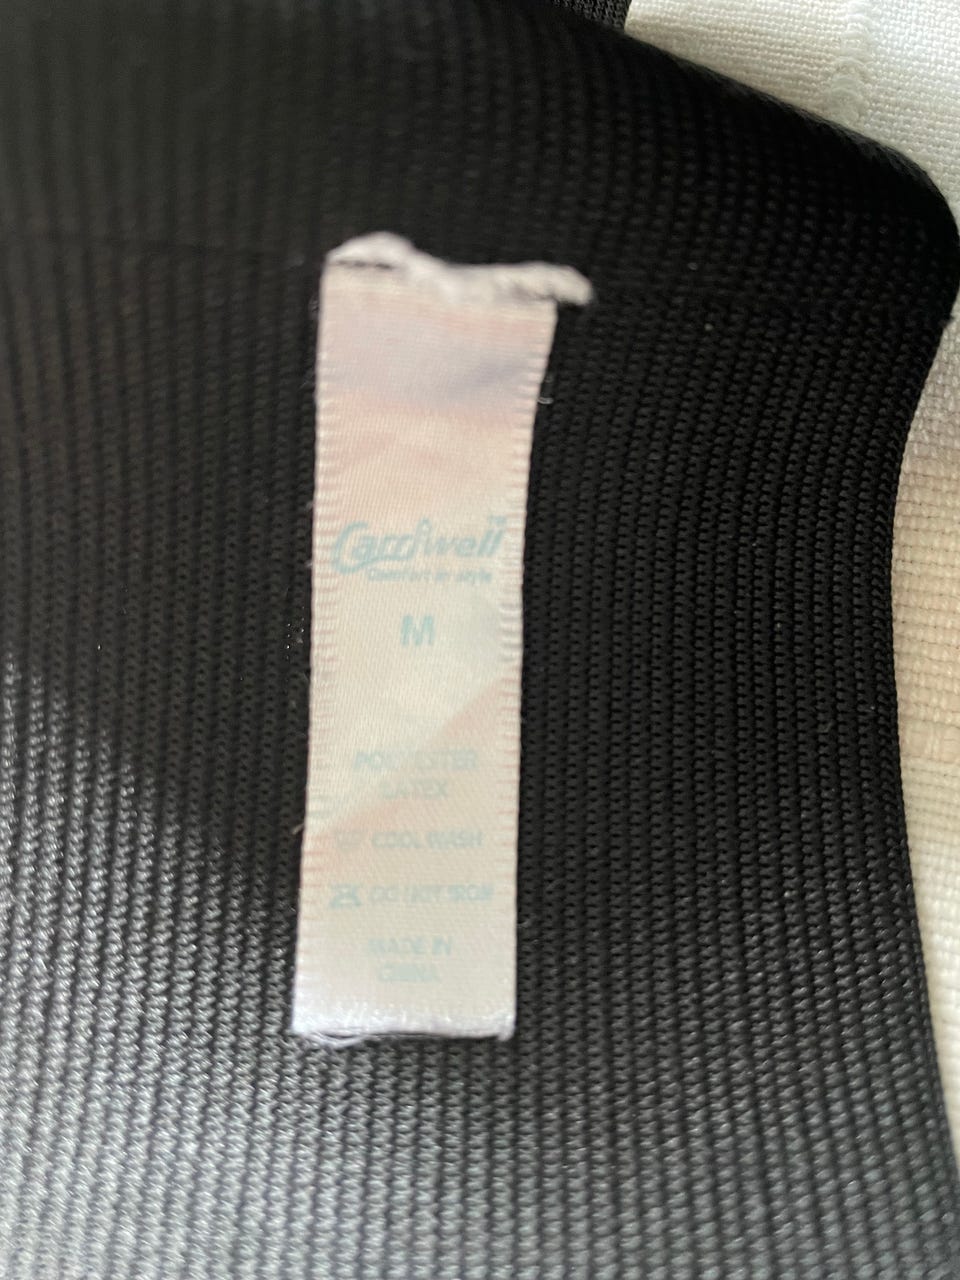 Carriwell
Comfort in style
M
POLYESTER
LATEX
COOL WASH
DO NOT IRON
MADE IN
CHINA